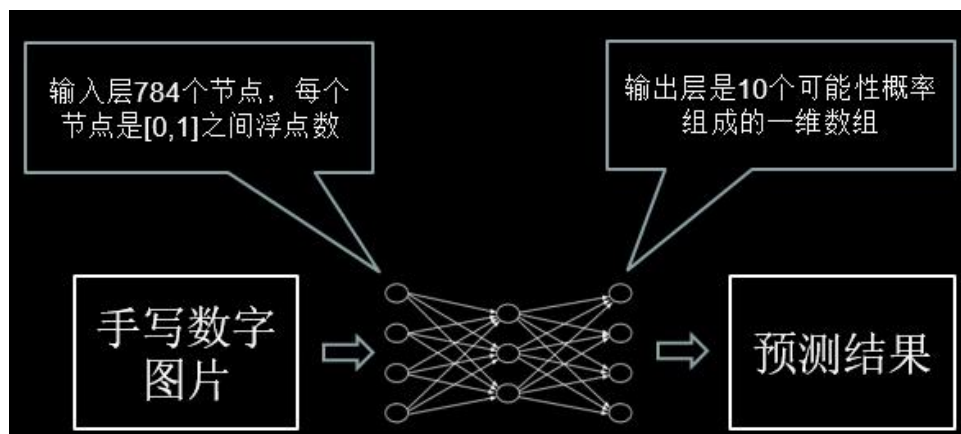 输入层784个节点，每个
节点是[0,1]之间浮点数
输出层是10个可能性概率
组成的一维数组
手写数字
图片
预测结果